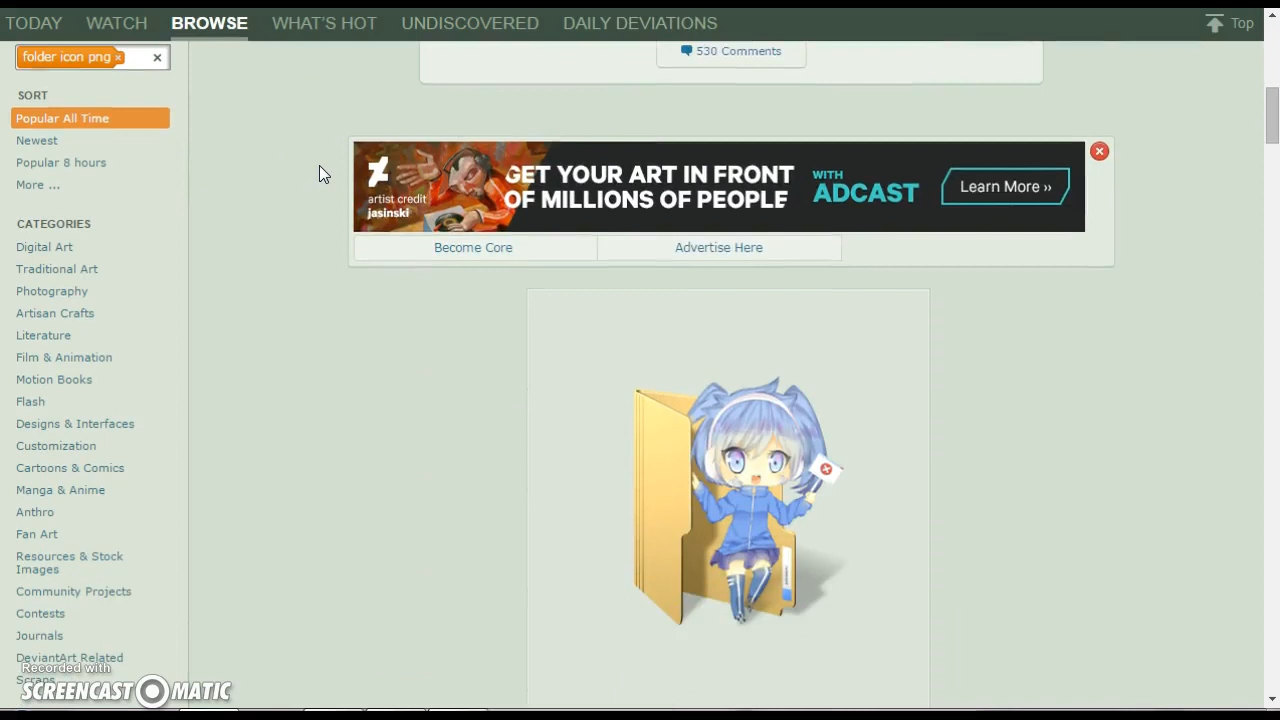 TODAY WATCH BROWSE WHAT'S HOT UNDISCOVERED DAILY DEVIATIONS Top
folder icon png
530 Comments
SORT
Popular All Time
Newest
Popular 8 hours
More ...
CATEGORIES
Digital Art
Traditional Art
Photography
Artisan Crafts
Literature
Film & Animation
Motion Books
Flash
Designs & Interfaces
Customization
Cartoons & Comics
Manga & Anime
Anthro
Fan Art
Resources & Stock
Images
Community Projects
Contests
Journals
DeviantArt Related
Scraps
artist credit
jasinski
GET YOUR ART IN FRONT
OF MILLIONS OF PEOPLE
WITH
ADCAST
Learn More ››
Become Core
Advertise Here
Recorded with
SCREENCAST MATIC